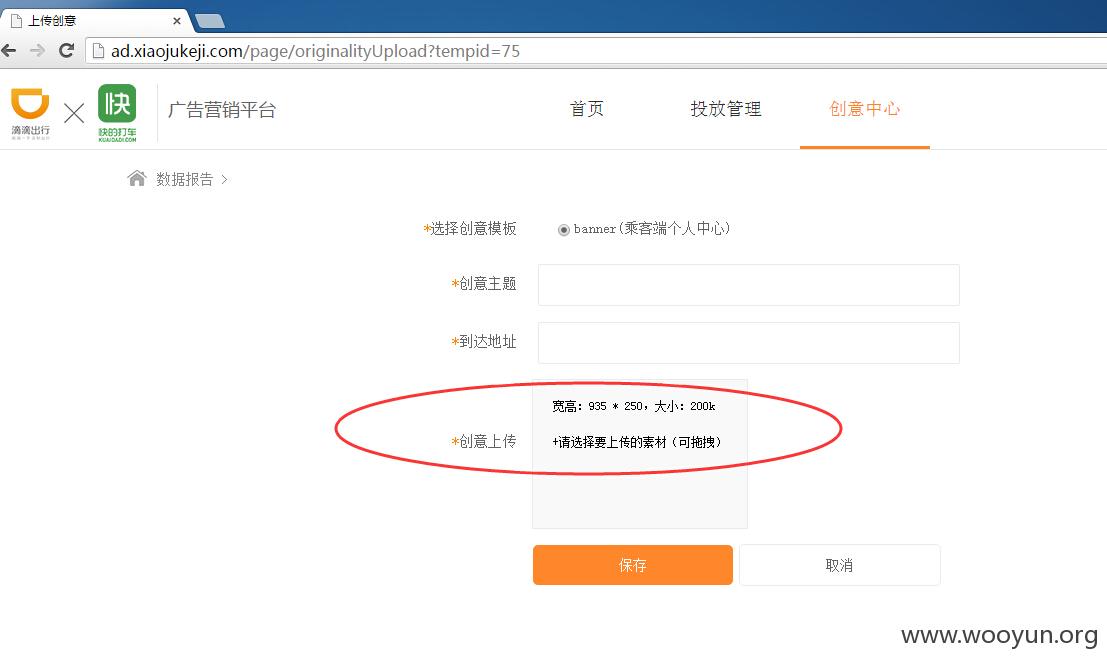 上传创意
ad.xiaojukeji.com/page/originalityUpload?tempid=75
滴滴出行
快
快的打车
KUAIDADI.COM
广告营销平台
首页
投放管理
创意中心
数据报告
*选择创意模板
banner(乘客端个人中心)
*创意主题
*到达地址
宽高：935 * 250，大小：200k
*创意上传
+请选择要上传的素材（可拖拽）
保存
取消
www.wooyun.org